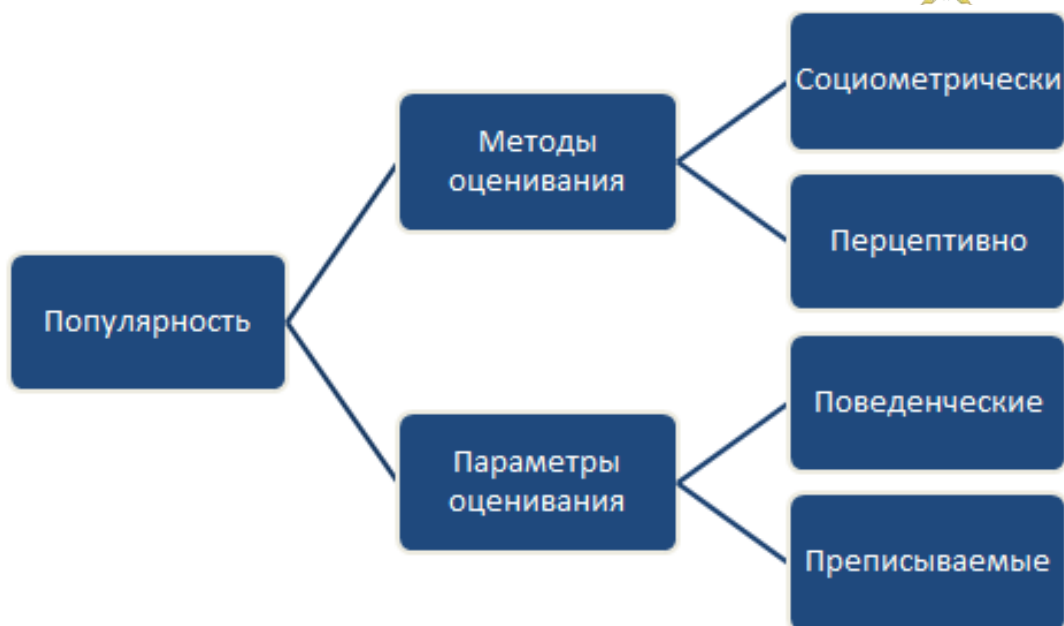 Популярность
Методы
оценивания
Социометрически
Перцептивно
Параметры
оценивания
Поведенческие
Преписываемые